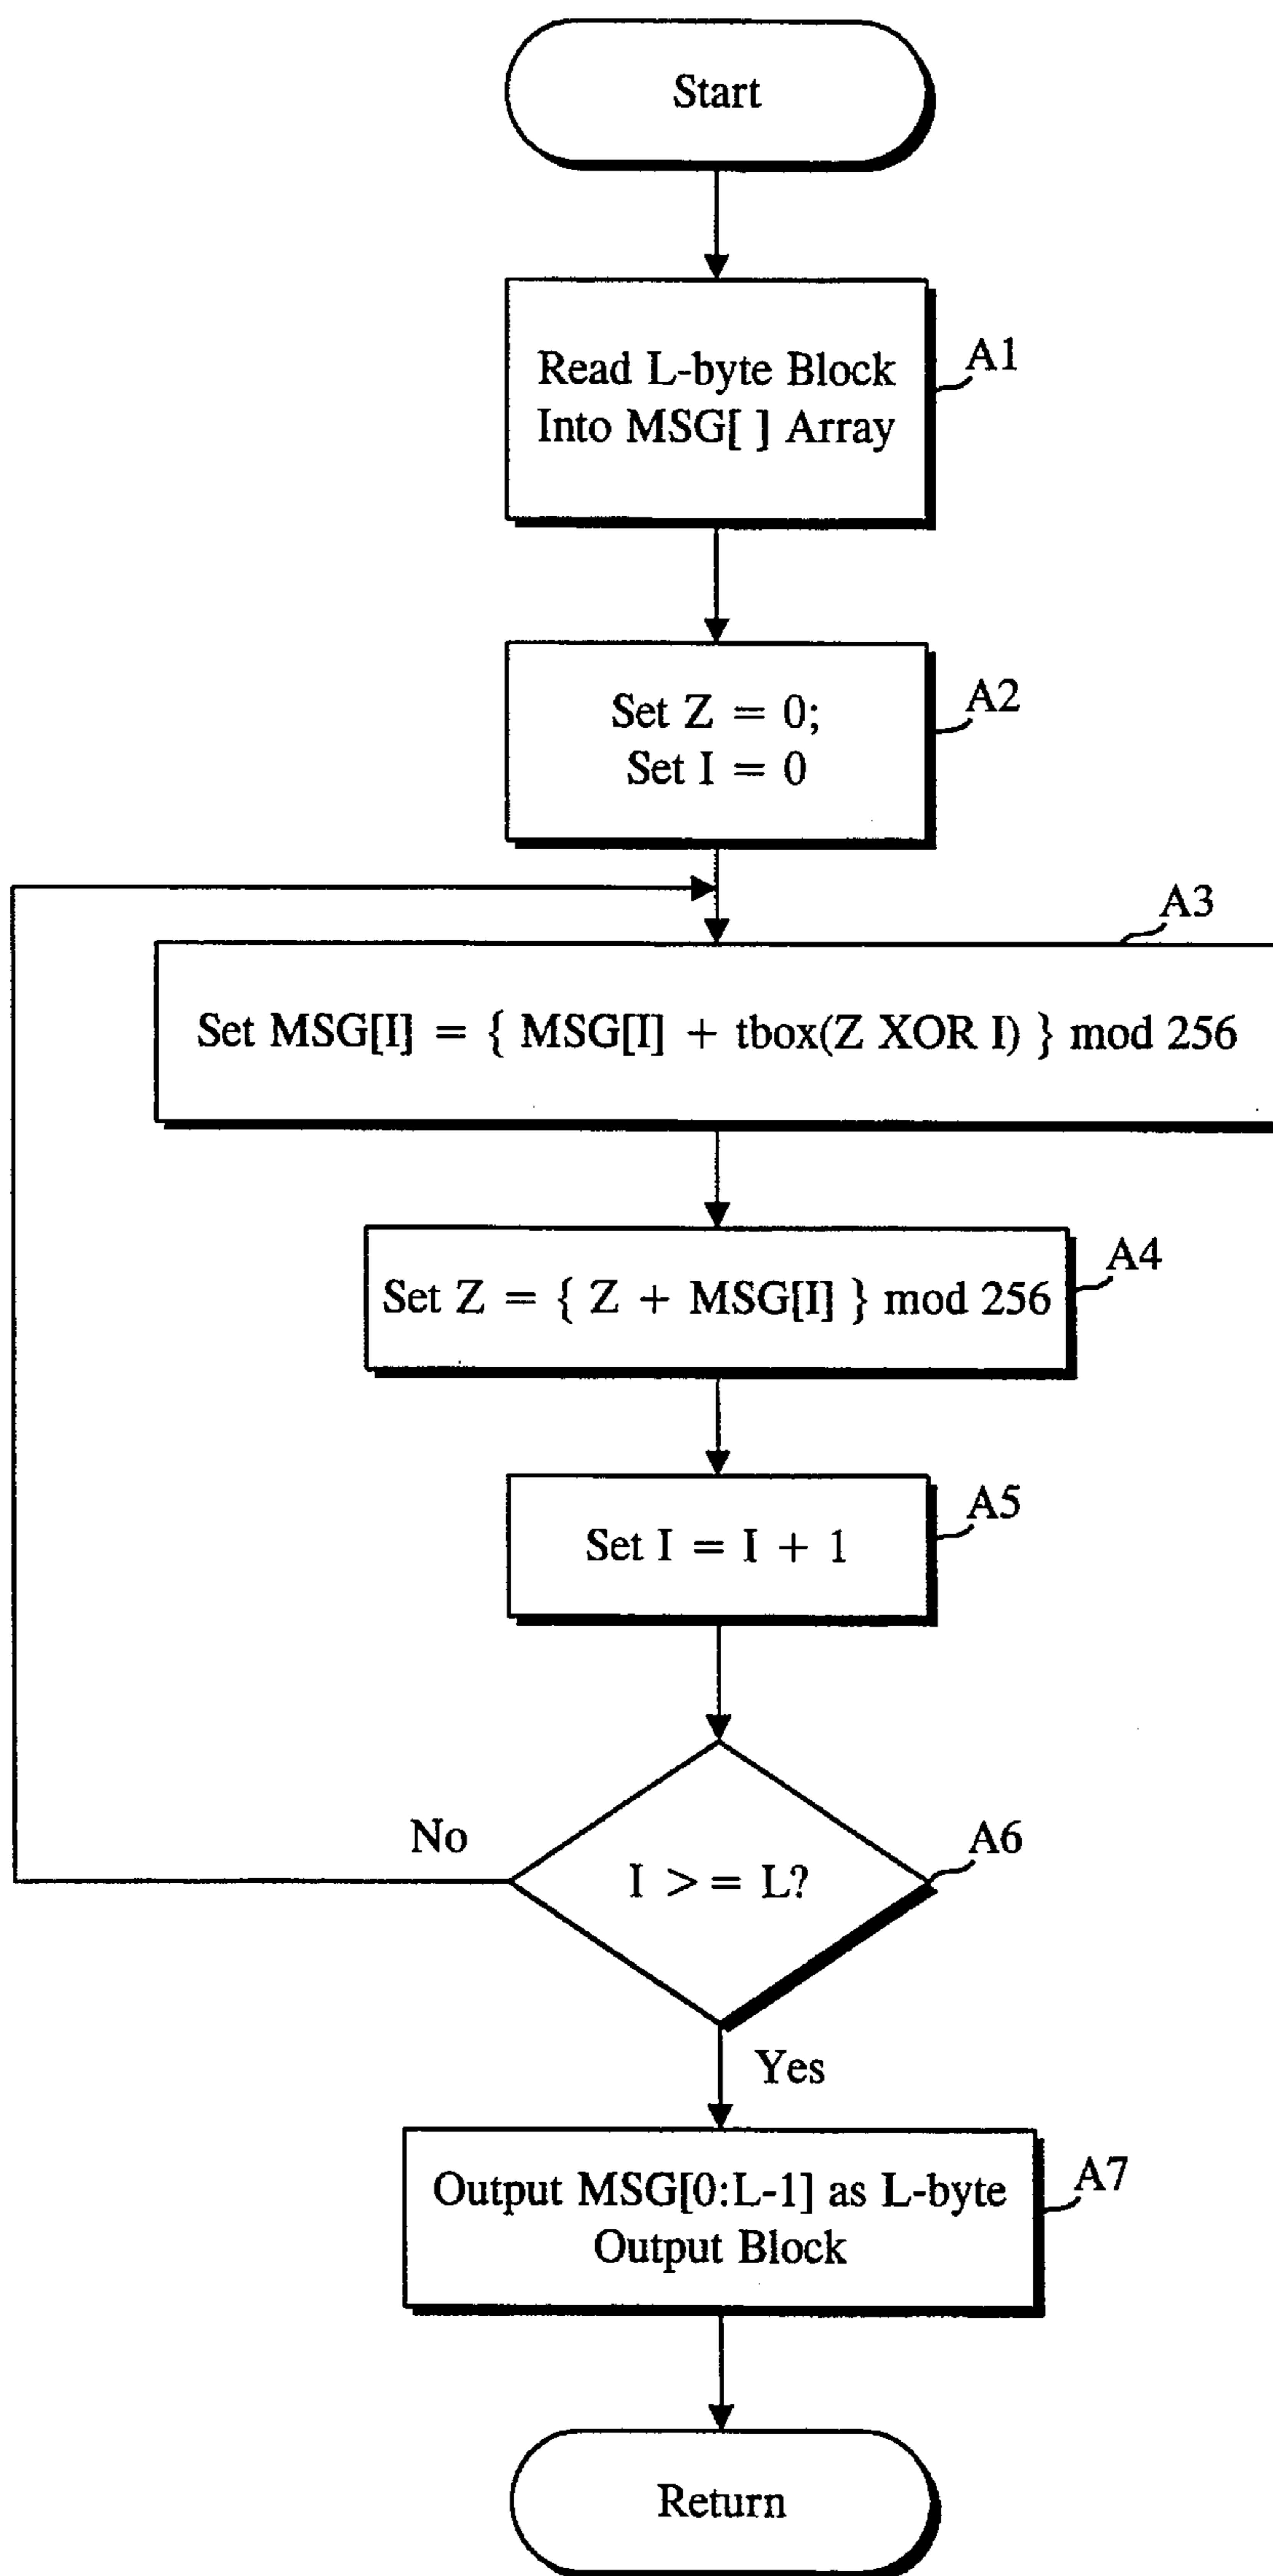 Start
Read L-byte Block
Into MSG[ ] Array
A1
Set Z = 0;
Set I = 0
A2
A3
Set MSG[I] = { MSG[I] + tbox(Z XOR I) } mod 256
Set Z = { Z + MSG[I] } mod 256
A4
Set I = I + 1
A5
No
I >= L?
A6
Yes
Output MSG[0:L-1] as L-byte
Output Block
A7
Return